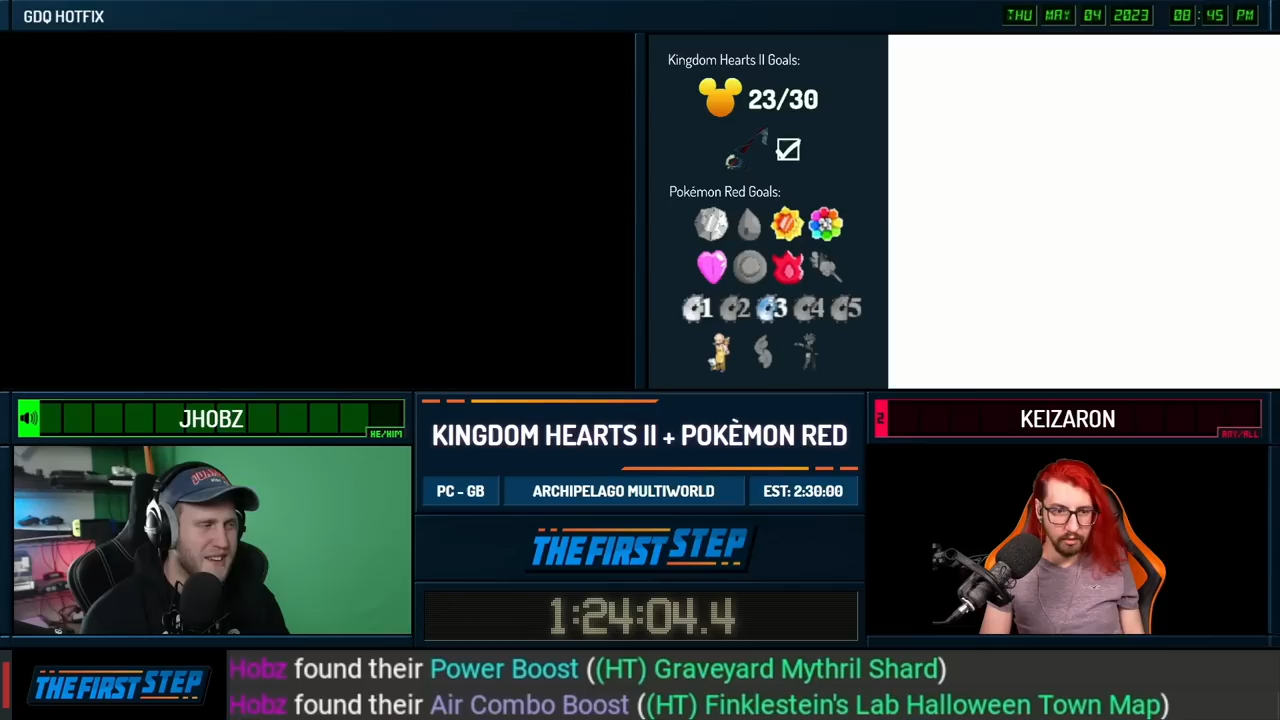 GDQ HOTFIX
THU MAY 04 2023 08:45 PM
Kingdom Hearts II Goals:
23/30
Pokémon Red Goals:
1 2 3 4 5
JHOBZ
HE/HIM
KINGDOM HEARTS II + POKÈMON RED
PC - GB
ARCHIPELAGO MULTIWORLD
EST: 2:30:00
THE FIRST STEP
1:24:04.4
2
KEIZARON
ANY/ALL
THE FIRST STEP
Hobz found their Power Boost ((HT) Graveyard Mythril Shard)
Hobz found their Air Combo Boost ((HT) Finklestein's Lab Halloween Town Map)